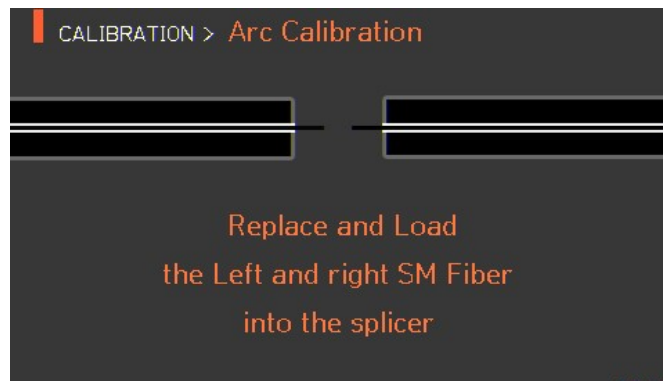 CALIBRATION > Arc Calibration
Replace and Load
the Left and right SM Fiber
into the splicer